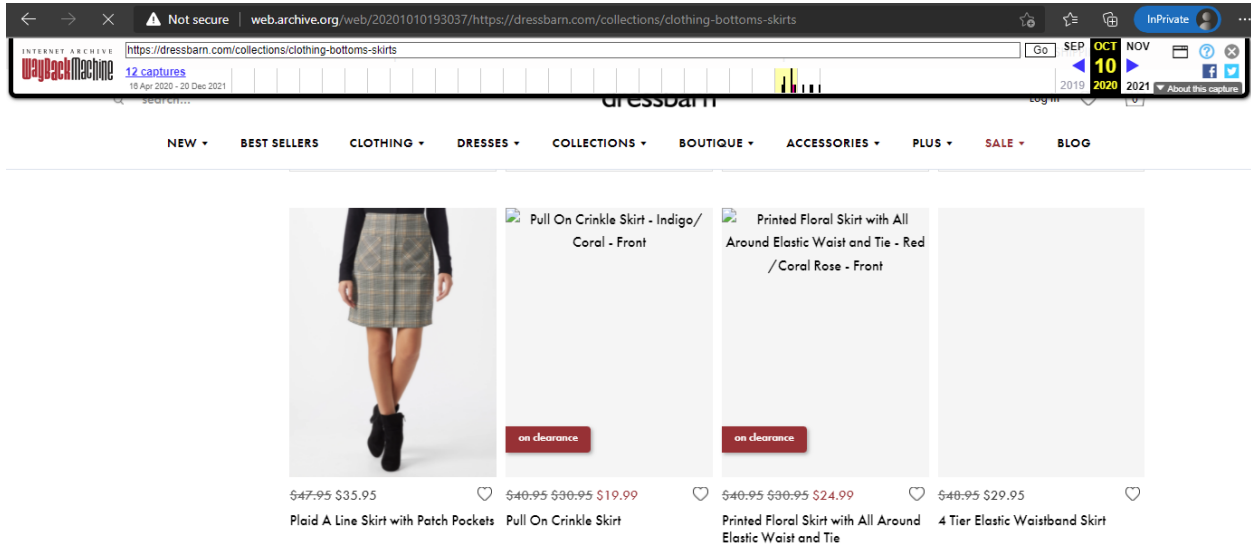 Not secure web.archive.org/web/20201010193037/https://dressbarn.com/collections/clothing-bottoms-skirts InPrivate
INTERNET ARCHIVE https://dressbarn.com/collections/clothing-bottoms-skirts Go SEP OCT NOV
WayBackMachine 12 captures 10
16 Apr 2020 - 20 Dec 2021 2019 2020 2021 About this capture
search... dressbarn Log in 0
NEW BEST SELLERS CLOTHING DRESSES COLLECTIONS BOUTIQUE ACCESSORIES PLUS SALE BLOG
Pull On Crinkle Skirt - Indigo/
Coral - Front
Printed Floral Skirt with All
Around Elastic Waist and Tie - Red
/Coral Rose - Front
on clearance on clearance
$47.95 $35.95 $40.95 $30.95 $19.99 $40.95 $30.95 $24.99 $48.95 $29.95
Plaid A Line Skirt with Patch Pockets Pull On Crinkle Skirt Printed Floral Skirt with All Around 4 Tier Elastic Waistband Skirt
Elastic Waist and Tie